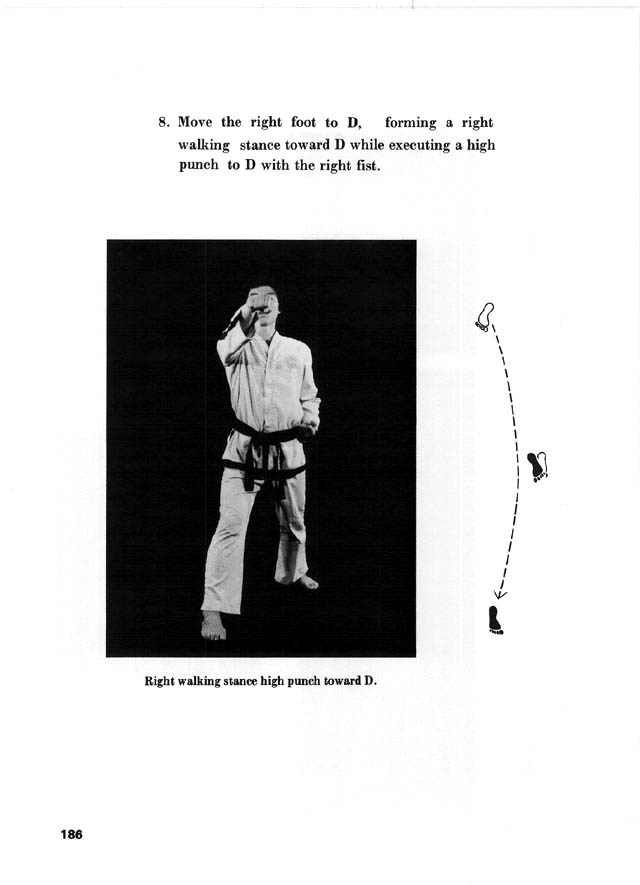 8. Move the right foot to D, forming a right
walking stance toward D while executing a high
punch to D with the right fist.
Right walking stance high punch toward D.
186